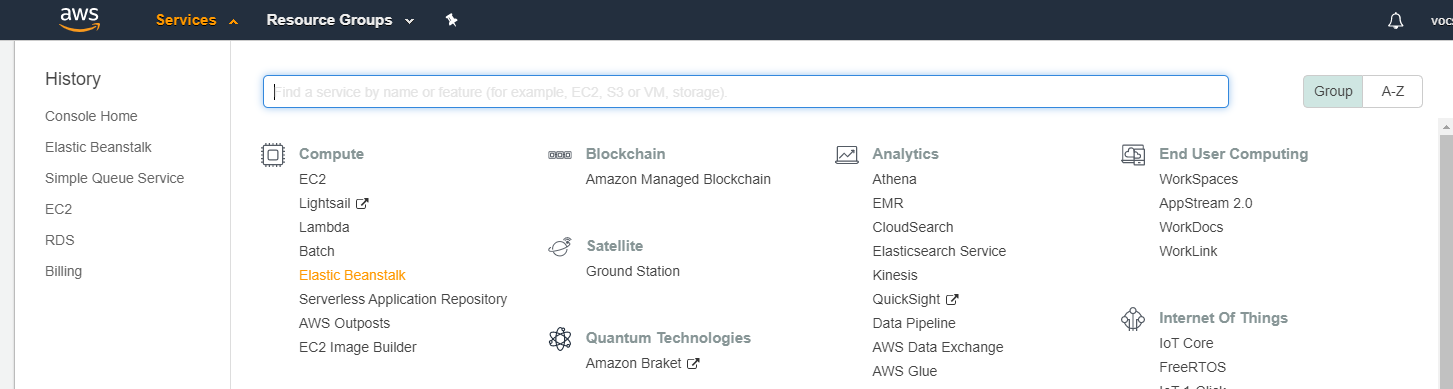 aws Services Resource Groups
History
Console Home
Elastic Beanstalk
Simple Queue Service
EC2
RDS
Billing
Find a service by name or feature (for example, EC2, S3 or VM, storage).
Group A-Z
Compute
EC2
Lightsail
Lambda
Batch
Elastic Beanstalk
Serverless Application Repository
AWS Outposts
EC2 Image Builder
Blockchain
Amazon Managed Blockchain
Satellite
Ground Station
Quantum Technologies
Amazon Braket
Analytics
Athena
EMR
CloudSearch
Elasticsearch Service
Kinesis
QuickSight
Data Pipeline
AWS Data Exchange
AWS Glue
End User Computing
WorkSpaces
AppStream 2.0
WorkDocs
WorkLink
Internet Of Things
IoT Core
FreeRTOS